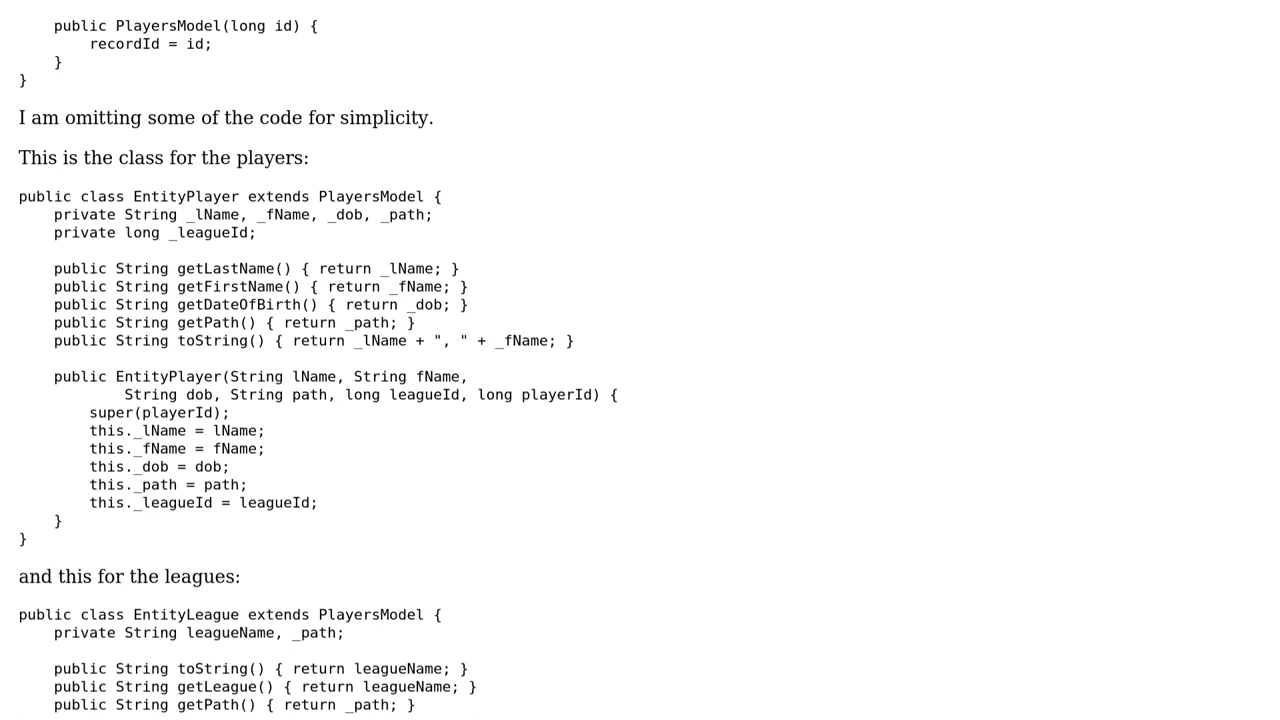 public PlayersModel(long id) {
        recordId = id;
    }
}
I am omitting some of the code for simplicity.
This is the class for the players:
public class EntityPlayer extends PlayersModel {
    private String _lName, _fName, _dob, _path;
    private long _leagueId;

    public String getLastName() { return _lName; }
    public String getFirstName() { return _fName; }
    public String getDateOfBirth() { return _dob; }
    public String getPath() { return _path; }
    public String toString() { return _lName + ", " + _fName; }

    public EntityPlayer(String lName, String fName,
            String dob, String path, long leagueId, long playerId) {
        super(playerId);
        this._lName = lName;
        this._fName = fName;
        this._dob = dob;
        this._path = path;
        this._leagueId = leagueId;
    }
}
and this for the leagues:
public class EntityLeague extends PlayersModel {
    private String leagueName, _path;

    public String toString() { return leagueName; }
    public String getLeague() { return leagueName; }
    public String getPath() { return _path; }